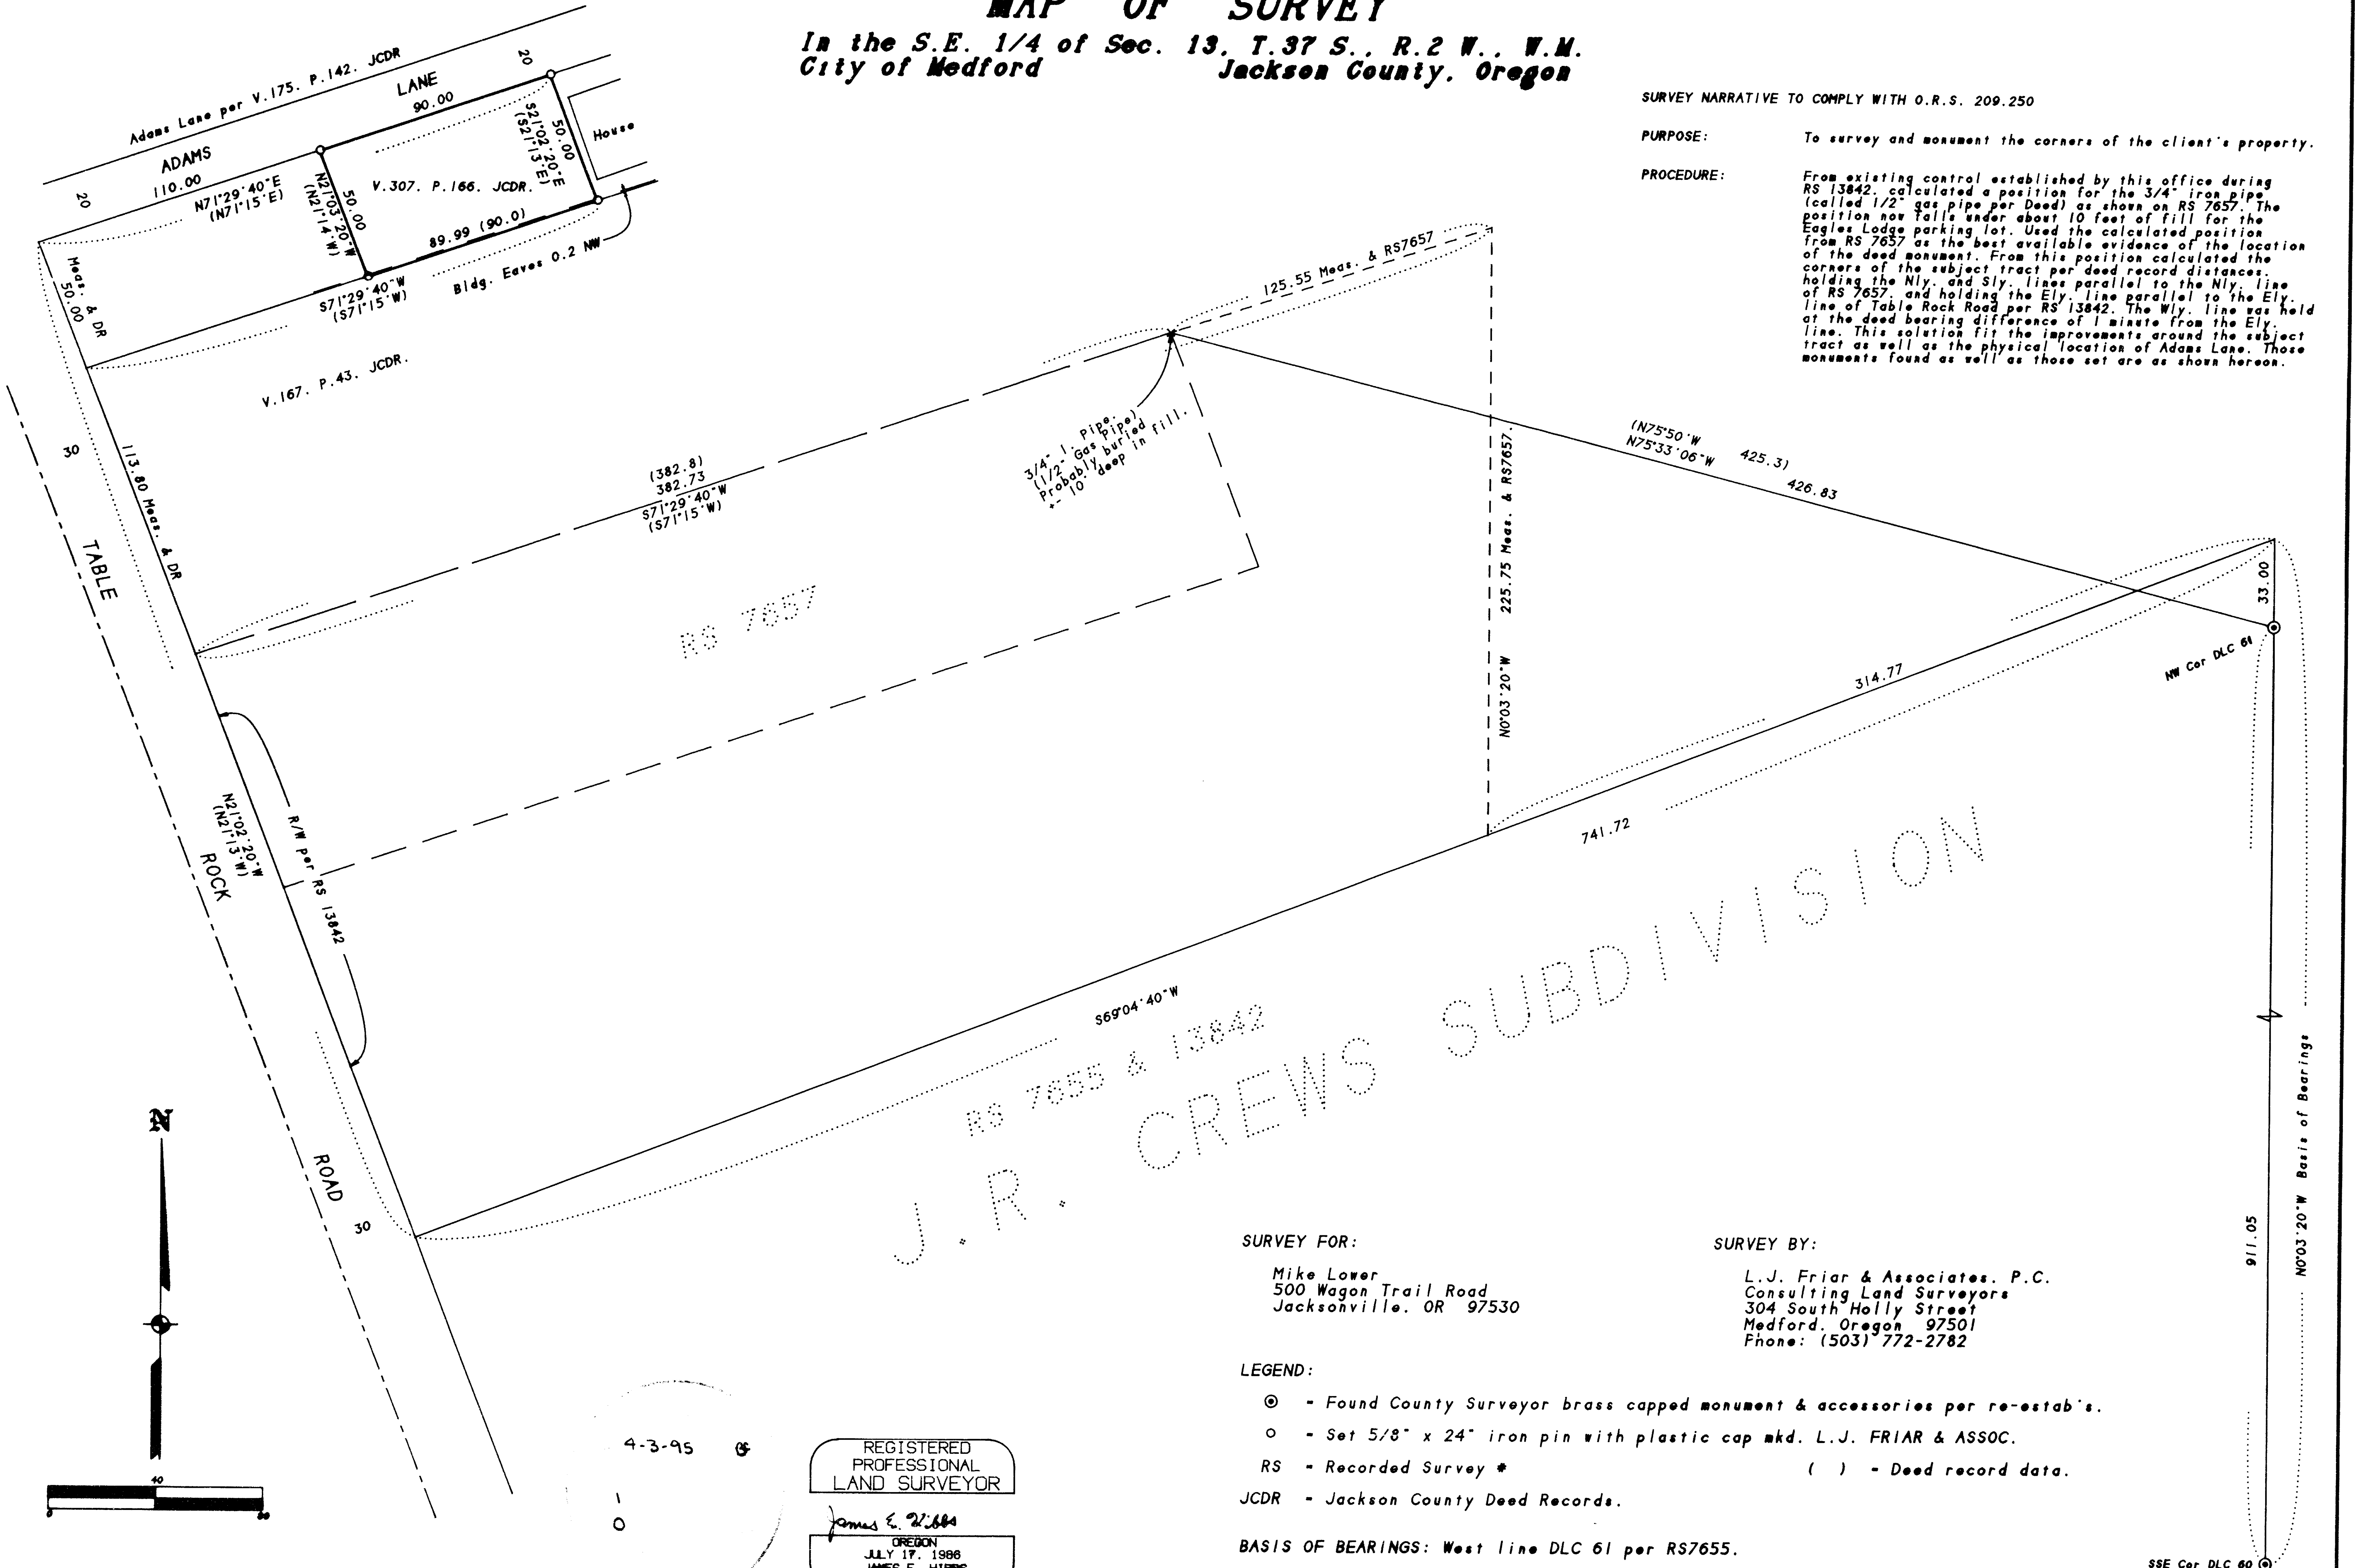 MAP OF SURVEY
In the S.E. 1/4 of Sec. 13, T.37 S., R.2 W., W.M.
City of Medford Jackson County, Oregon
Adams Lane per V.175. P.142. JCDR
ADAMS LANE
20
20
110.00
90.00
N71°29'40"E
(N71°15'E)
N21°03'20"W
(N21°14'W)
50.00
V.307. P.166. JCDR.
50.00
S21°02'20"E
(S21°13'E)
House
89.99 (90.0)
S71°29'40"W
(S71°15'W)
Bldg. Eaves 0.2 NW
Meas. & DR
50.00
V.167. P.43. JCDR.
30
113.80 Meas. & DR
TABLE ROCK ROAD
N21°02'20"W
(N21°13'W)
R/W per RS 13842
30
(382.8)
382.73
S71°29'40"W
(S71°15'W)
RS 7657
3/4" I. Pipe.
(1/2" Gas Pipe)
Probably buried
+- 10' deep in fill.
125.55 Meas. & RS7657
N0°03'20"W 225.75 Meas. & RS7657.
(N75°50'W 425.3)
N75°33'06"W 426.83
33.00
NW Cor DLC 61
314.77
741.72
S69°04'40"W
RS 7655 & 13842
J.R. CREWS SUBDIVISION
911.05
N0°03'20"W Basis of Bearings
SSE Cor DLC 60
SURVEY NARRATIVE TO COMPLY WITH O.R.S. 209.250
PURPOSE: To survey and monument the corners of the client's property.
PROCEDURE: From existing control established by this office during
RS 13842, calculated a position for the 3/4" iron pipe
(called 1/2" gas pipe per Deed) as shown on RS 7657. The
position now falls under about 10 feet of fill for the
Eagles Lodge parking lot. Used the calculated position
from RS 7657 as the best available evidence of the location
of the deed monument. From this position calculated the
corners of the subject tract per deed record distances.
holding the Nly. and Sly. lines parallel to the Nly. line
of RS 7657, and holding the Ely. line parallel to the Ely.
line of Table Rock Road per RS 13842. The Wly. line was held
at the deed bearing difference of 1 minute from the Ely.
line. This solution fit the improvements around the subject
tract as well as the physical location of Adams Lane. Those
monuments found as well as those set are as shown hereon.
SURVEY FOR:
Mike Lower
500 Wagon Trail Road
Jacksonville, OR 97530
SURVEY BY:
L.J. Friar & Associates. P.C.
Consulting Land Surveyors
304 South Holly Street
Medford, Oregon 97501
Phone: (503) 772-2782
LEGEND:
- Found County Surveyor brass capped monument & accessories per re-estab's.
- Set 5/8" x 24" iron pin with plastic cap mkd. L.J. FRIAR & ASSOC.
RS - Recorded Survey # ( ) - Deed record data.
JCDR - Jackson County Deed Records.
BASIS OF BEARINGS: West line DLC 61 per RS7655.
N
0 40 80
4-3-95
REGISTERED
PROFESSIONAL
LAND SURVEYOR
James E. Hibbs
OREGON
JULY 17, 1986
JAMES E. HIBBS